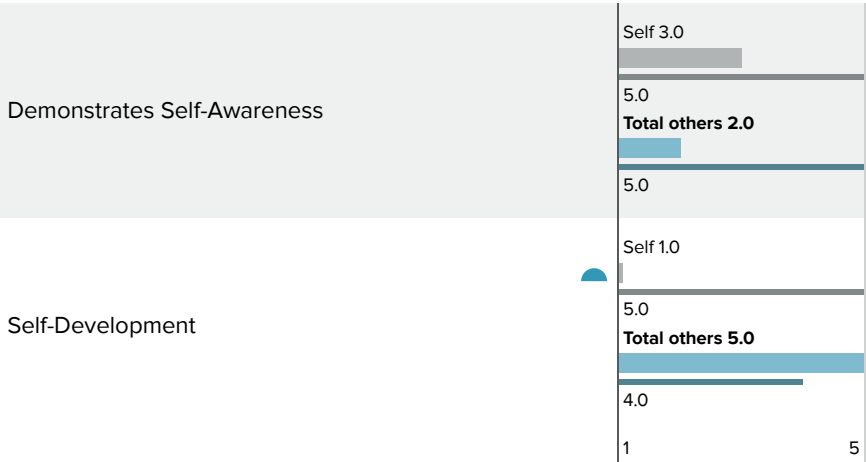 Self 3.0
5.0
Demonstrates Self-Awareness
Total others 2.0
5.0
Self 1.0
5.0
Self-Development
Total others 5.0
4.0
1 5